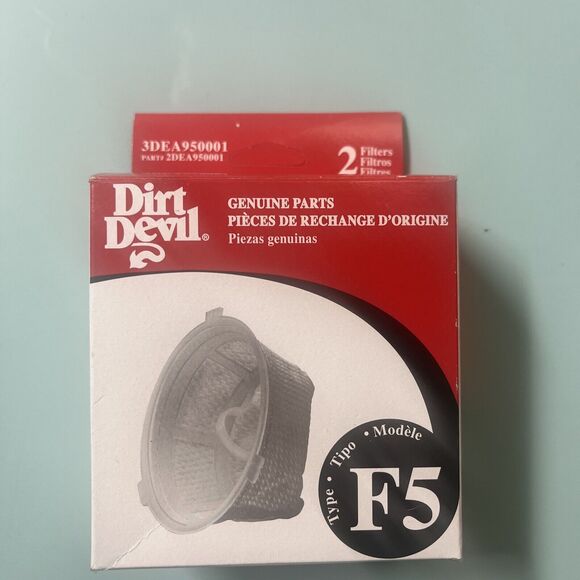 3DEA950001
PART# 2DEA950001
2 Filters
Filtros
Filtres
Dirt
Devil®
GENUINE PARTS
PIÈCES DE RECHANGE D'ORIGINE
Piezas genuinas
Type • Tipo • Modèle
F5